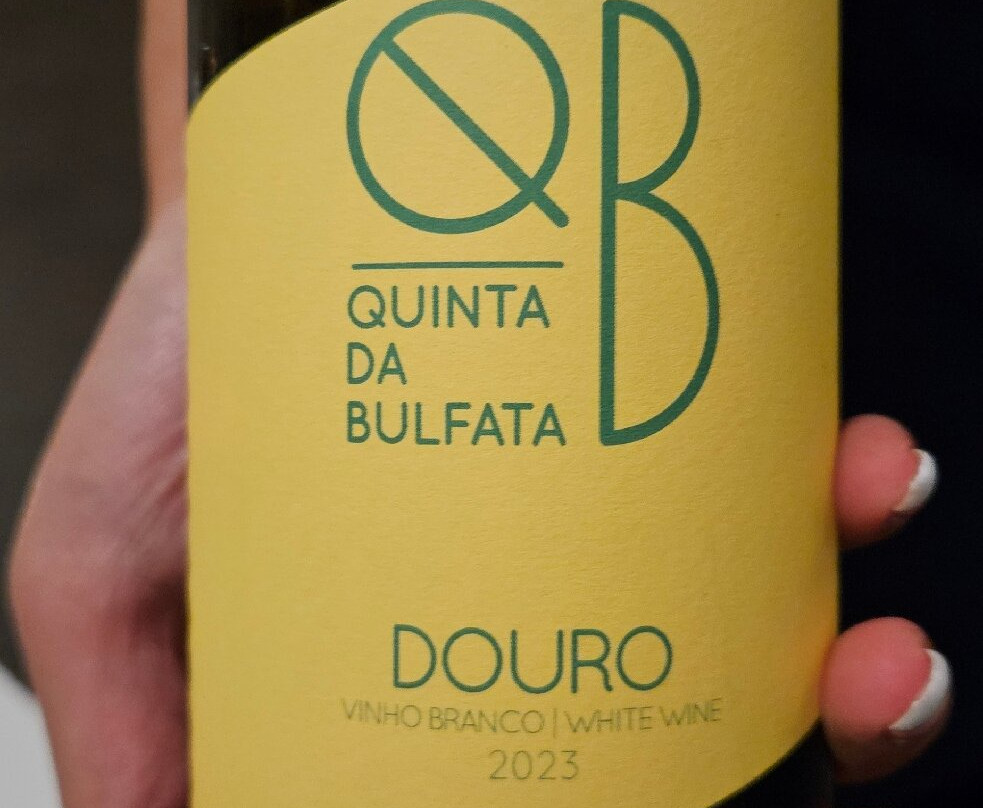 QB
QUINTA
DA
BULFATA
DOURO
VINHO BRANCO | WHITE WINE
2023